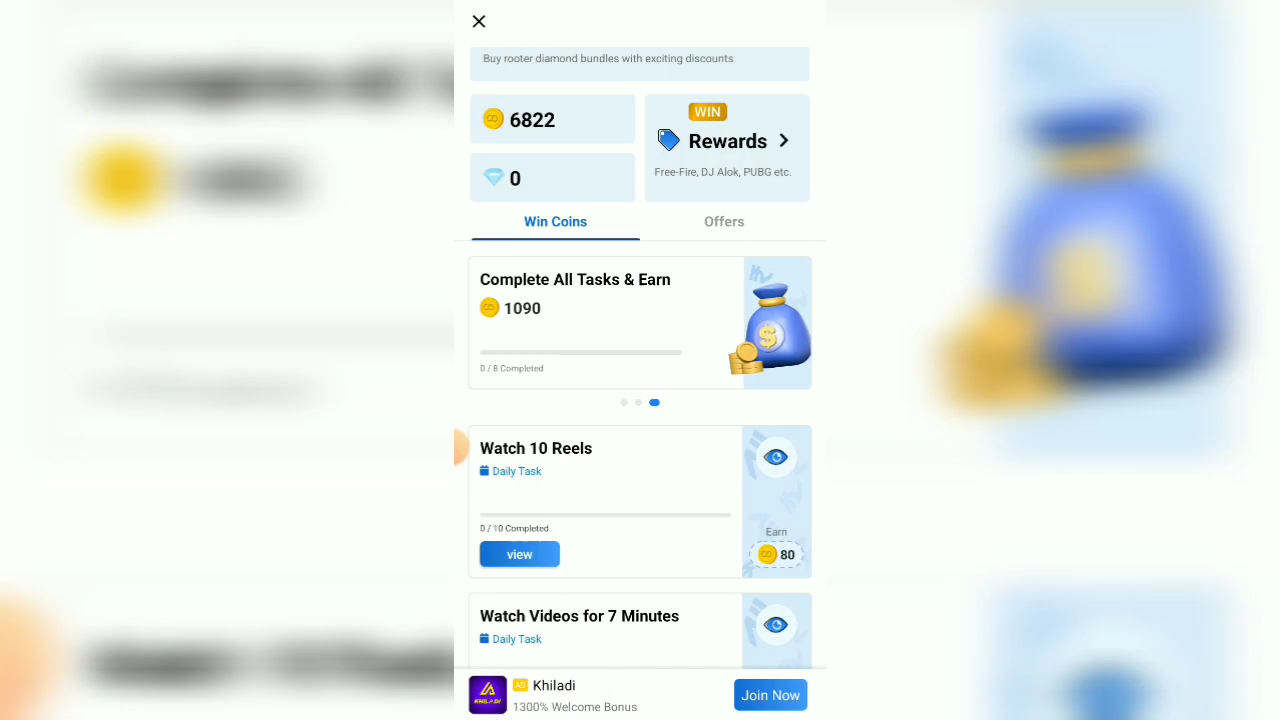 Buy rooter diamond bundles with exciting discounts
6822
WIN
Rewards
Free-Fire, DJ Alok, PUBG etc.
0
Win Coins
Offers
Complete All Tasks & Earn
1090
0 / 8 Completed
Watch 10 Reels
Daily Task
0 / 10 Completed
view
Earn
80
Watch Videos for 7 Minutes
Daily Task
KHILADI
AD Khiladi
1300% Welcome Bonus
Join Now